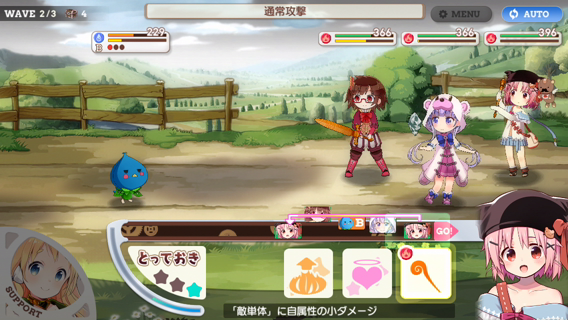 WAVE 2/3 4
通常攻撃
MENU
AUTO
229
B
366
366
396
B
GO!
とっておき
SUPPORT
「敵単体」に自属性の小ダメージ